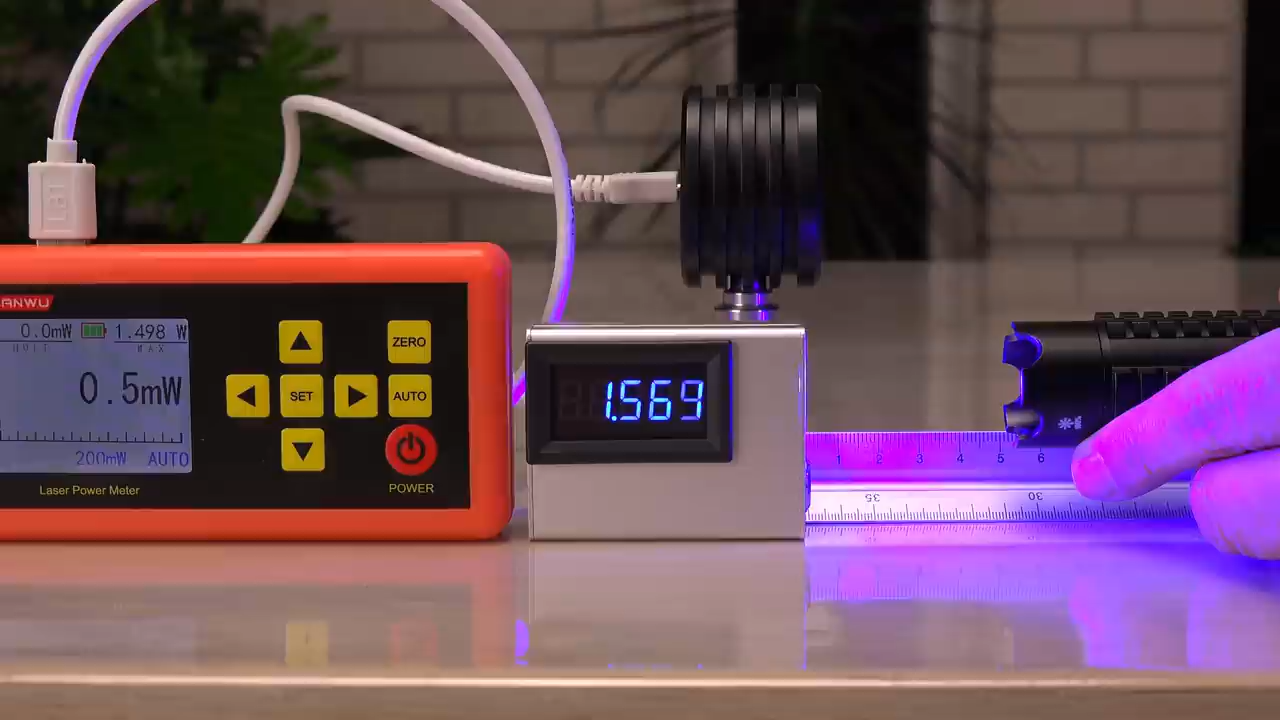 ANWU
0.0mW 1.498 W
MAX
0.5mW
200mW AUTO
Laser Power Meter
ZERO
SET
AUTO
POWER
1.569
1 2 3 4 5 6
35 30